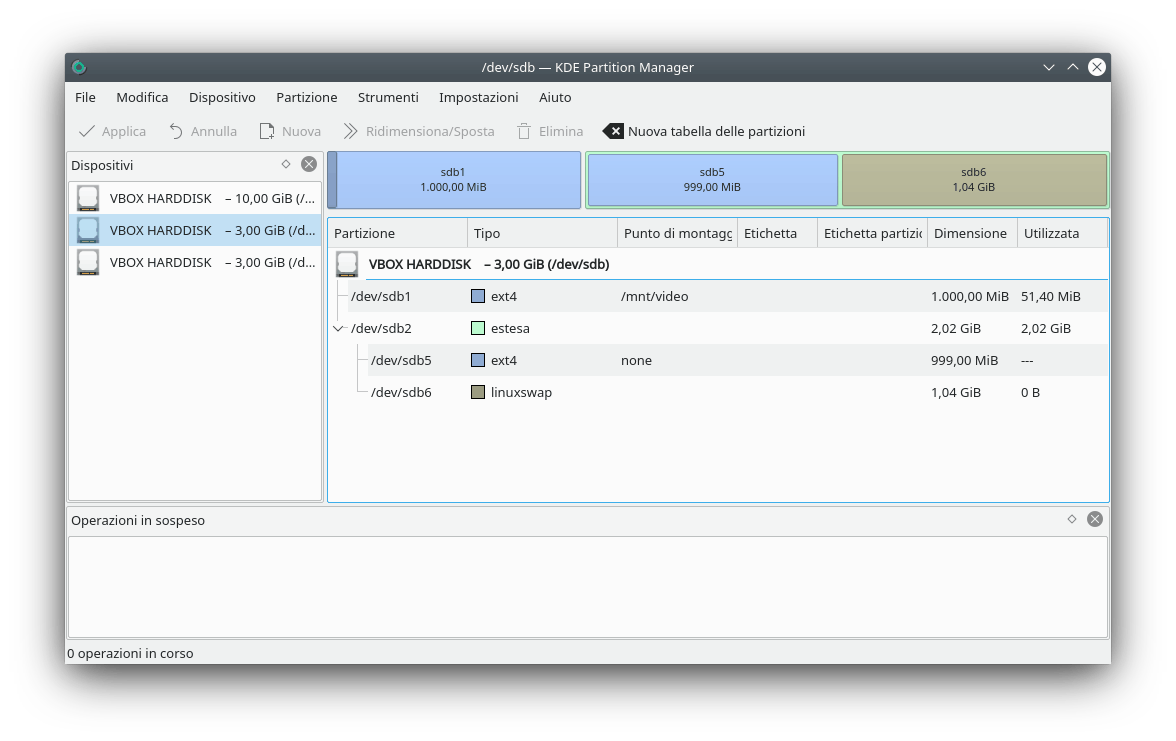 /dev/sdb — KDE Partition Manager
File Modifica Dispositivo Partizione Strumenti Impostazioni Aiuto
Applica Annulla Nuova Ridimensiona/Sposta Elimina Nuova tabella delle partizioni
Dispositivi
VBOX HARDDISK – 10,00 GiB (/...
VBOX HARDDISK – 3,00 GiB (/d...
VBOX HARDDISK – 3,00 GiB (/d...
sdb1
1.000,00 MiB
sdb5
999,00 MiB
sdb6
1,04 GiB
Partizione Tipo Punto di montagg Etichetta Etichetta partizic Dimensione Utilizzata
VBOX HARDDISK – 3,00 GiB (/dev/sdb)
/dev/sdb1 ext4 /mnt/video 1.000,00 MiB 51,40 MiB
/dev/sdb2 estesa 2,02 GiB 2,02 GiB
/dev/sdb5 ext4 none 999,00 MiB ---
/dev/sdb6 linuxswap 1,04 GiB 0 B
Operazioni in sospeso
0 operazioni in corso